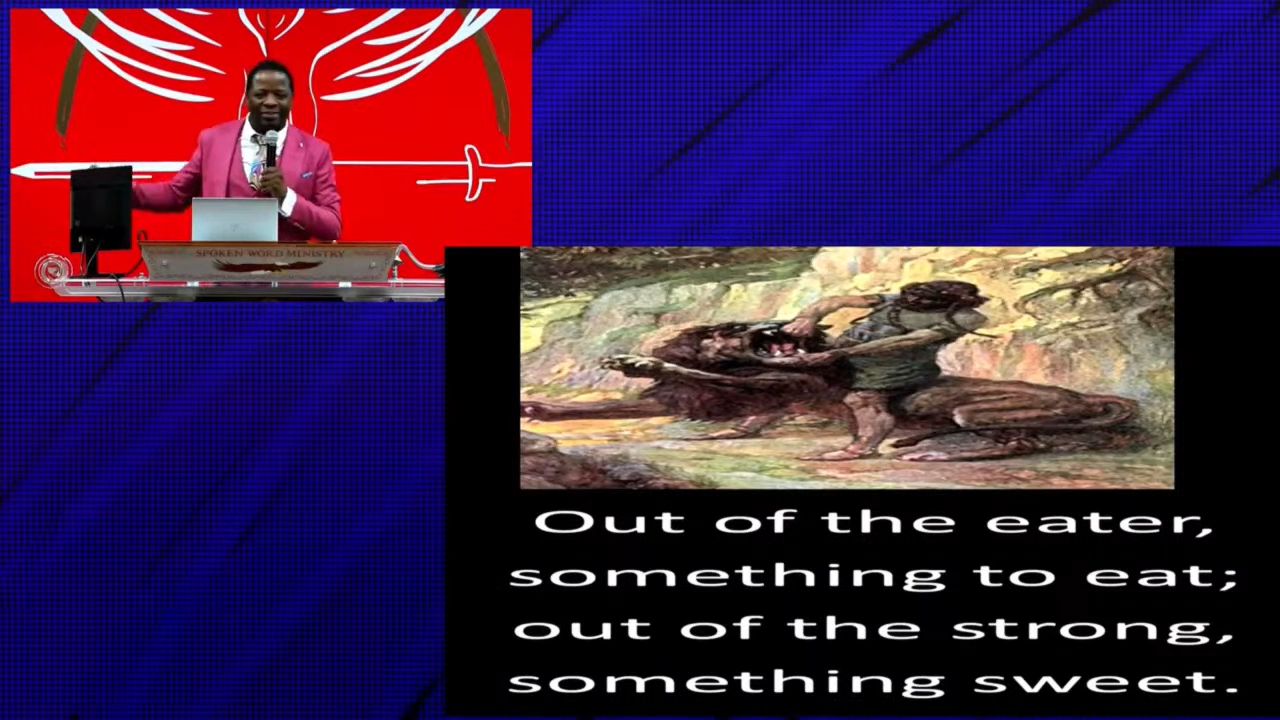 SPOKEN WORD MINISTRY
Out of the eater,
something to eat;
out of the strong,
something sweet.